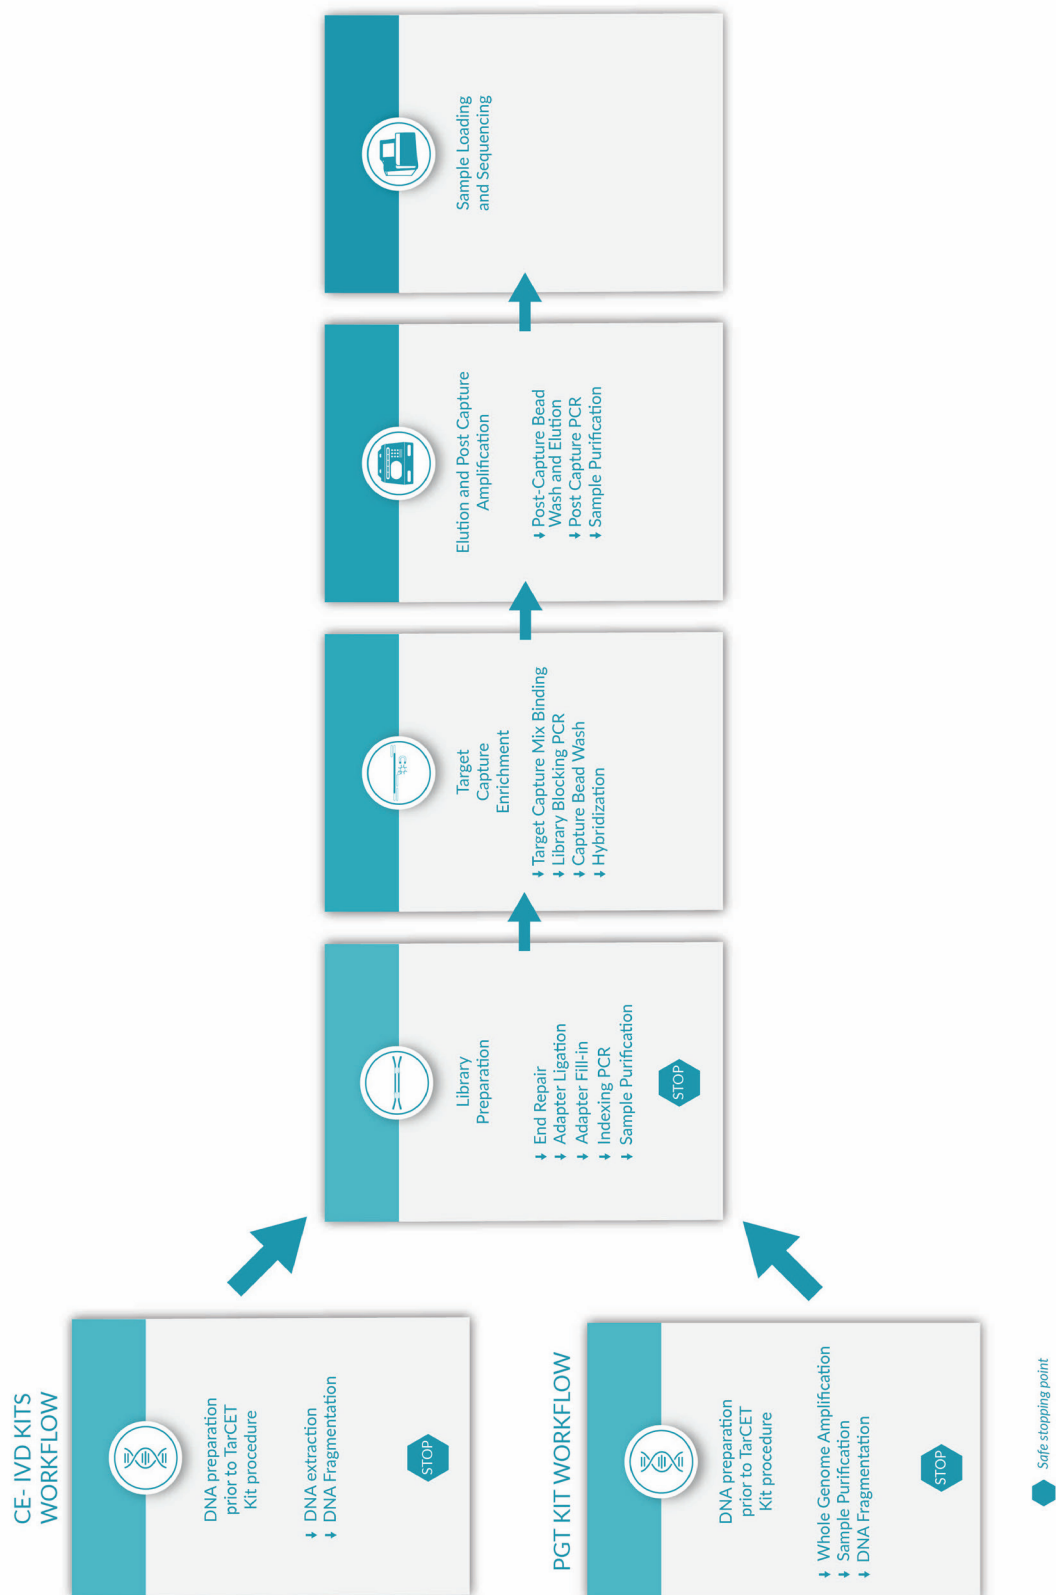 CE- IVD KITS
WORKFLOW
DNA preparation
prior to TarCET
Kit procedure
DNA extraction
DNA Fragmentation
STOP
PGT KIT WORKFLOW
DNA preparation
prior to TarCET
Kit procedure
Whole Genome Amplification
Sample Purification
DNA Fragmentation
STOP
Library
Preparation
End Repair
Adapter Ligation
Adapter Fill-in
Indexing PCR
Sample Purification
STOP
Target
Capture
Enrichment
Target Capture Mix Binding
Library Blocking PCR
Capture Bead Wash
Hybridization
Elution and Post Capture
Amplification
Post-Capture Bead
Wash and Elution
Post Capture PCR
Sample Purification
Sample Loading
and Sequencing
Safe stopping point